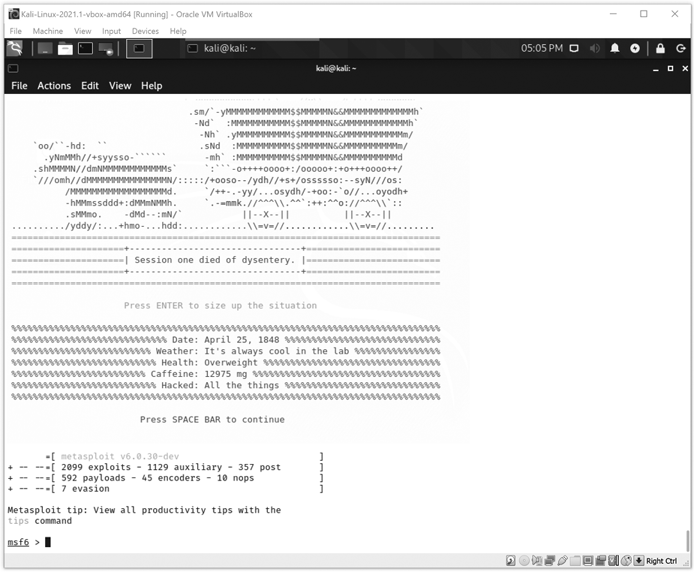 Kali-Linux-2021.1-vbox-amd64 [Running] - Oracle VM VirtualBox
File Machine View Input Devices Help
kali@kali: ~ 05:05 PM
kali@kali: ~
File Actions Edit View Help
.sm/`-yMMMMMMMMMMMM$$MMMMMN&&MMMMMMMMMMMMMh`
-Nd` :MMMMMMMMMMM$$MMMMMN&&MMMMMMMMMMMMh`
-Nh` .yMMMMMMMMMM$$MMMMMN&&MMMMMMMMMMMm/
`oo/``-hd: `` .sNd :MMMMMMMMMM$$MMMMMN&&MMMMMMMMMMm/
.yNmMMh//+syysso-`````` -mh` :MMMMMMMMMM$$MMMMMN&&MMMMMMMMMMd
.shMMMMN//dmNMMMMMMMMMMMMs` `:```-o++++oooo+:/ooooo+:+o+++oooo++/
`///omh//dMMMMMMMMMMMMMMMN/:::::/+ooso--/ydh//+s+/ossssso:--syN///os:
/MMMMMMMMMMMMMMMMMMd. `/++-.-yy/...osydh/-+oo:-`o//...oyodh+
-hMMmssddd+:dMMmNMMh. `.-=mmk.//^^^\\.^^`:++:^^o://^^^\\`::
.sMMmo. -dMd--:mN/` ||--X--|| ||--X--||
........../yddy/:...+hmo-...hdd:............\\=v=//............\\=v=//.........
================================================================================
=====================+--------------------------------+=========================
=====================| Session one died of dysentery. |=========================
=====================+--------------------------------+=========================
================================================================================
Press ENTER to size up the situation
%%%%%%%%%%%%%%%%%%%%%%%%%%%%%%%%%%%%%%%%%%%%%%%%%%%%%%%%%%%%%%%%%%%%%%%%%%%%%%%%%%
%%%%%%%%%%%%%%%%%%%%%%%%%%%%% Date: April 25, 1848 %%%%%%%%%%%%%%%%%%%%%%%%%%%%%
%%%%%%%%%%%%%%%%%%%%%%%%%% Weather: It's always cool in the lab %%%%%%%%%%%%%%%%
%%%%%%%%%%%%%%%%%%%%%%%%%%% Health: Overweight %%%%%%%%%%%%%%%%%%%%%%%%%%%%%%%%%
%%%%%%%%%%%%%%%%%%%%%%%%% Caffeine: 12975 mg %%%%%%%%%%%%%%%%%%%%%%%%%%%%%%%%%%%
%%%%%%%%%%%%%%%%%%%%%%%%%%% Hacked: All the things %%%%%%%%%%%%%%%%%%%%%%%%%%%%%
%%%%%%%%%%%%%%%%%%%%%%%%%%%%%%%%%%%%%%%%%%%%%%%%%%%%%%%%%%%%%%%%%%%%%%%%%%%%%%%%%%
Press SPACE BAR to continue
=[ metasploit v6.0.30-dev ]
+ -- --=[ 2099 exploits - 1129 auxiliary - 357 post ]
+ -- --=[ 592 payloads - 45 encoders - 10 nops ]
+ -- --=[ 7 evasion ]
Metasploit tip: View all productivity tips with the
tips command
msf6 >
Right Ctrl